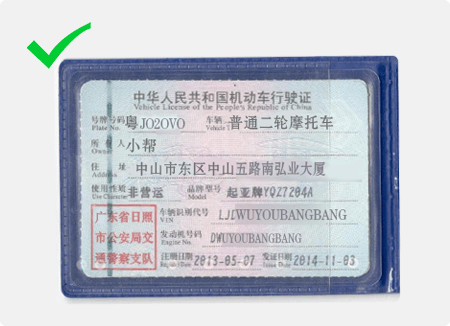 中华人民共和国机动车行驶证
Vehicle License of the People's Republic of China
号牌号码 粤JO2OVO 车辆类型 普通二轮摩托车
Plate No.
所有人 小帮
Owner
住址 中山市东区中山五路南弘业大厦
Address
使用性质 非营运 品牌型号 起亚牌YQZ7204A
Use Character Model
广东省日照
市公安局交
通警察支队
车辆识别代号 LJLWUYOUBANGBANG
VIN
发动机号码 DWUYOUBANGBANG
Engine No.
注册日期 2013-05-07 发证日期 2014-11-03
Register Date Issue Date